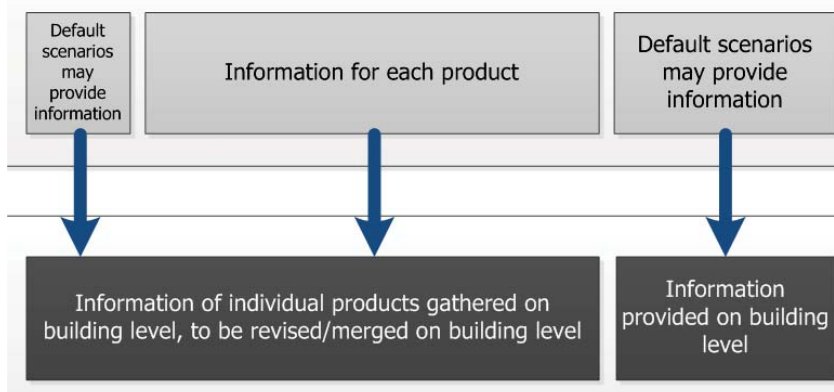 Default
scenarios
may
provide
information
Information for each product
Default scenarios
may provide
information
Information of individual products gathered on
building level, to be revised/merged on building level
Information
provided on building
level